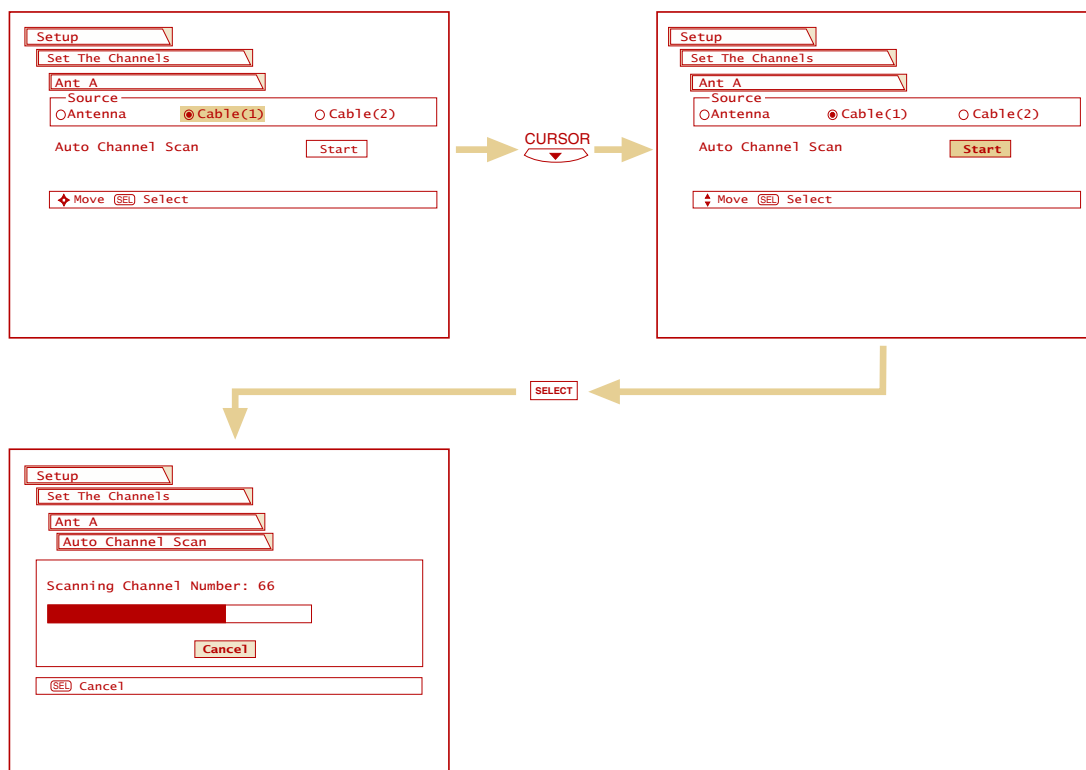 Setup
Set The Channels
Ant A
Source
Antenna Cable(1) Cable(2)
Auto Channel Scan Start
Move SEL Select
CURSOR
Setup
Set The Channels
Ant A
Source
Antenna Cable(1) Cable(2)
Auto Channel Scan Start
Move SEL Select
SELECT
Setup
Set The Channels
Ant A
Auto Channel Scan
Scanning Channel Number: 66
Cancel
SEL Cancel